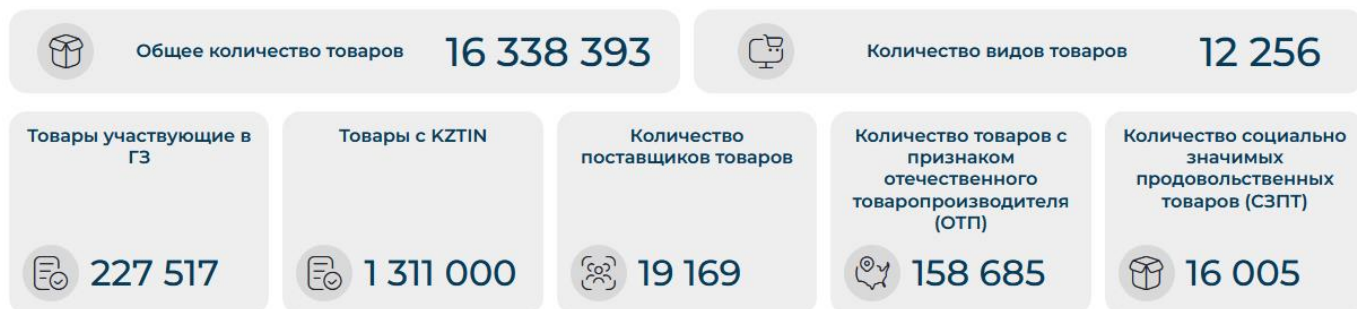 Общее количество товаров 16 338 393
Количество видов товаров 12 256
Товары участвующие в
ГЗ
227 517
Товары с KZTIN
1 311 000
Количество
поставщиков товаров
19 169
Количество товаров с
признаком
отечественного
товаропроизводителя
(ОТП)
158 685
Количество социально
значимых
продовольственных
товаров (СЗПТ)
16 005